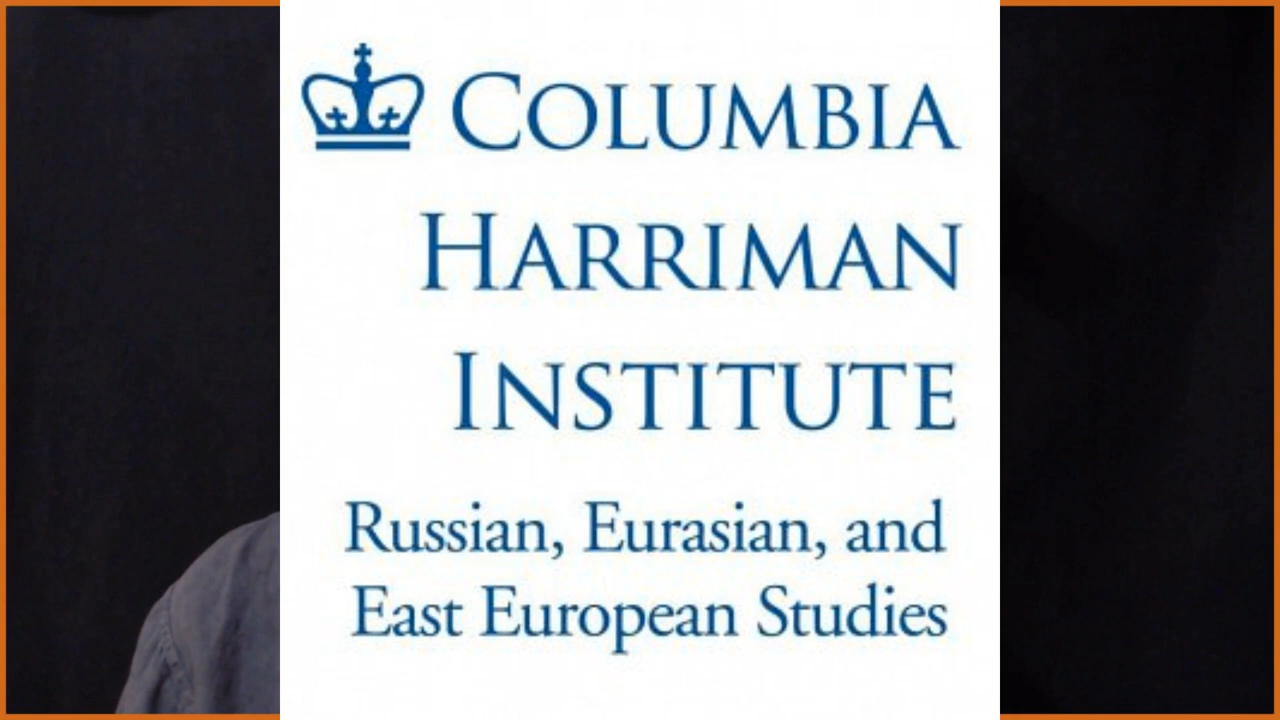 COLUMBIA
HARRIMAN
INSTITUTE
Russian, Eurasian, and
East European Studies